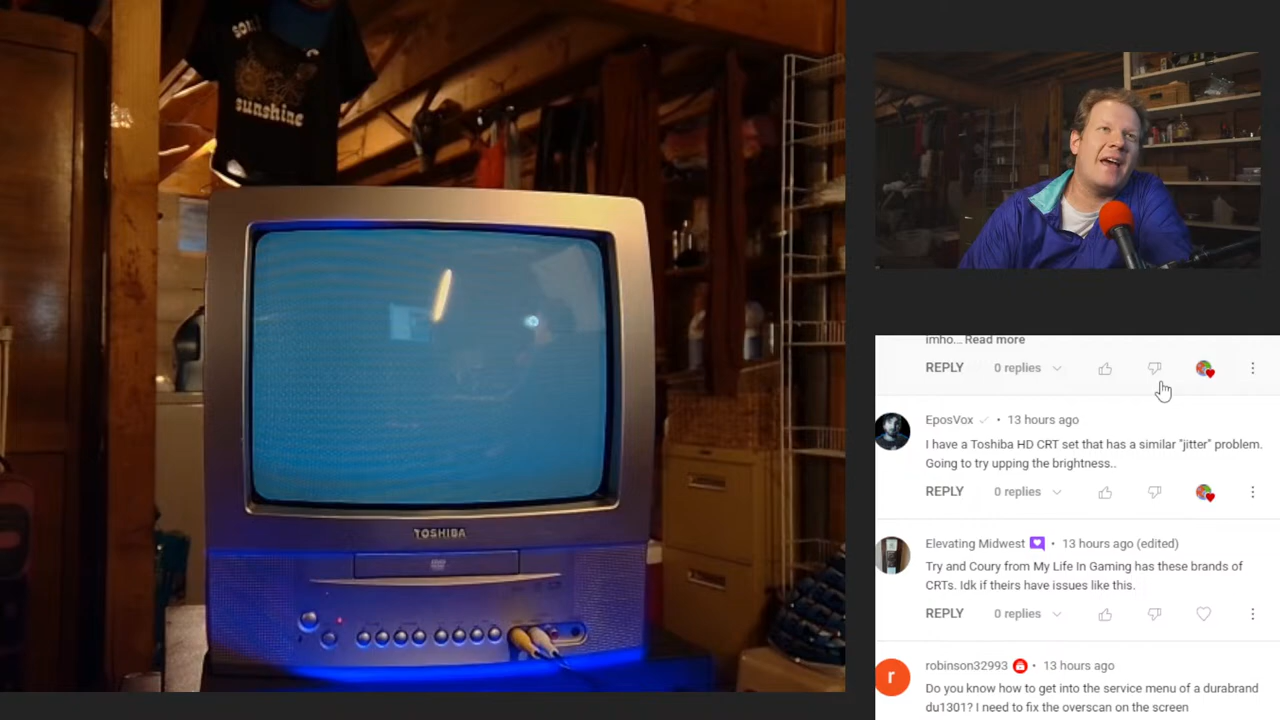 sunshine
TOSHIBA
imho... Read more
REPLY 0 replies
EposVox • 13 hours ago
I have a Toshiba HD CRT set that has a similar "jitter" problem.
Going to try upping the brightness..
REPLY 0 replies
Elevating Midwest • 13 hours ago (edited)
Try and Coury from My Life In Gaming has these brands of
CRTs. Idk if theirs have issues like this.
REPLY 0 replies
r
robinson32993 • 13 hours ago
Do you know how to get into the service menu of a durabrand
du1301? I need to fix the overscan on the screen